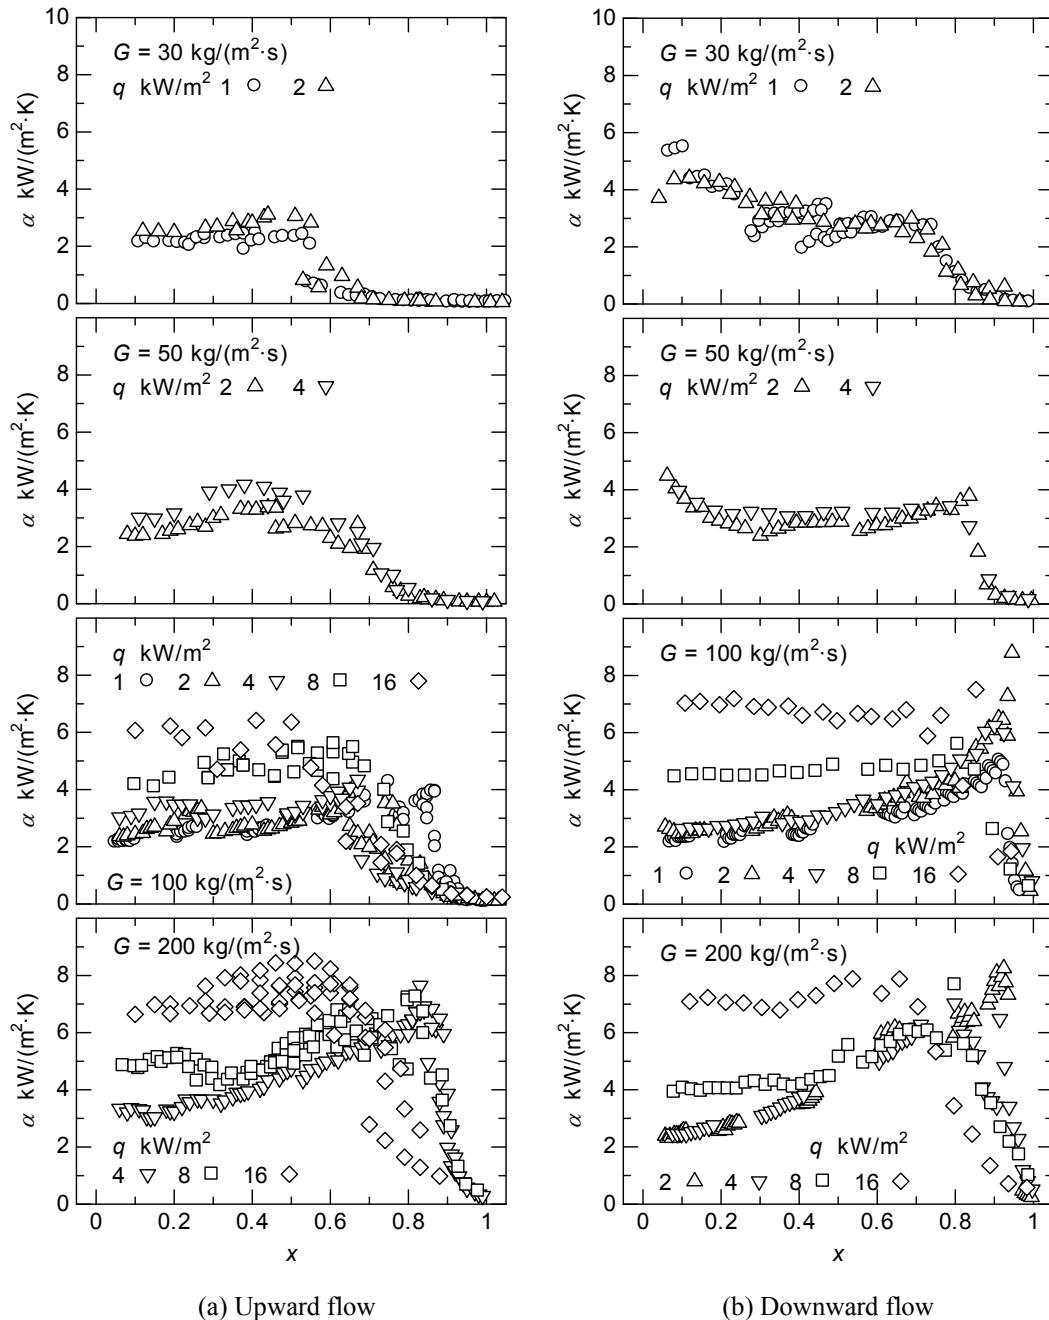 10
8
6
4
2
0
α kW/(m²·K)
G = 30 kg/(m²·s)
q kW/m² 1 ○ 2 △
8
6
4
2
0
α kW/(m²·K)
G = 50 kg/(m²·s)
q kW/m² 2 △ 4 ▽
8
6
4
2
0
α kW/(m²·K)
q kW/m²
1 ○ 2 △ 4 ▽ 8 □ 16 ◇
G = 100 kg/(m²·s)
8
6
4
2
0
α kW/(m²·K)
G = 200 kg/(m²·s)
q kW/m²
4 ▽ 8 □ 16 ◇
0 0.2 0.4 0.6 0.8 1
x
(a) Upward flow
10
8
6
4
2
0
α kW/(m²·K)
G = 30 kg/(m²·s)
q kW/m² 1 ○ 2 △
8
6
4
2
0
α kW/(m²·K)
G = 50 kg/(m²·s)
q kW/m² 2 △ 4 ▽
8
6
4
2
0
α kW/(m²·K)
G = 100 kg/(m²·s)
q kW/m²
1 ○ 2 △ 4 ▽ 8 □ 16 ◇
8
6
4
2
0
α kW/(m²·K)
G = 200 kg/(m²·s)
q kW/m²
2 △ 4 ▽ 8 □ 16 ◇
0 0.2 0.4 0.6 0.8 1
x
(b) Downward flow